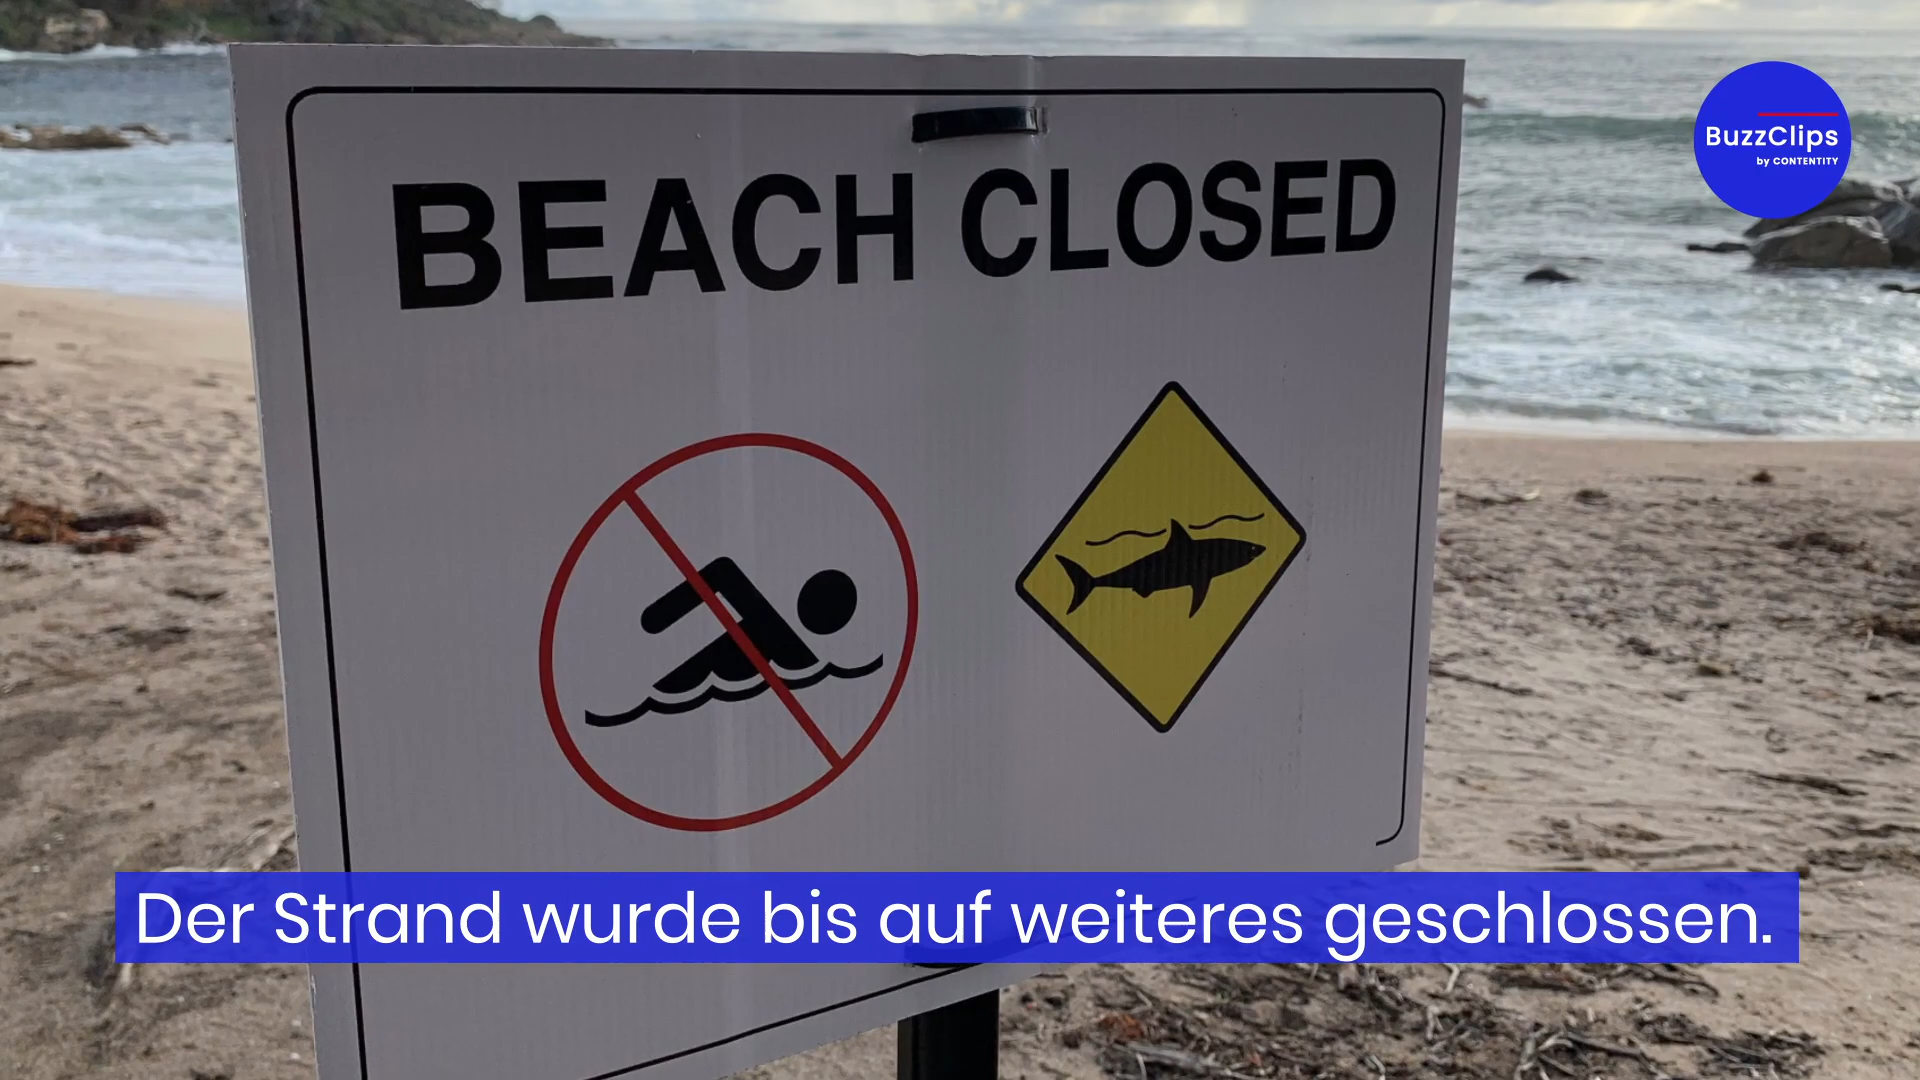 BEACH CLOSED
BuzzClips
by CONTENTITY
Der Strand wurde bis auf weiteres geschlossen.